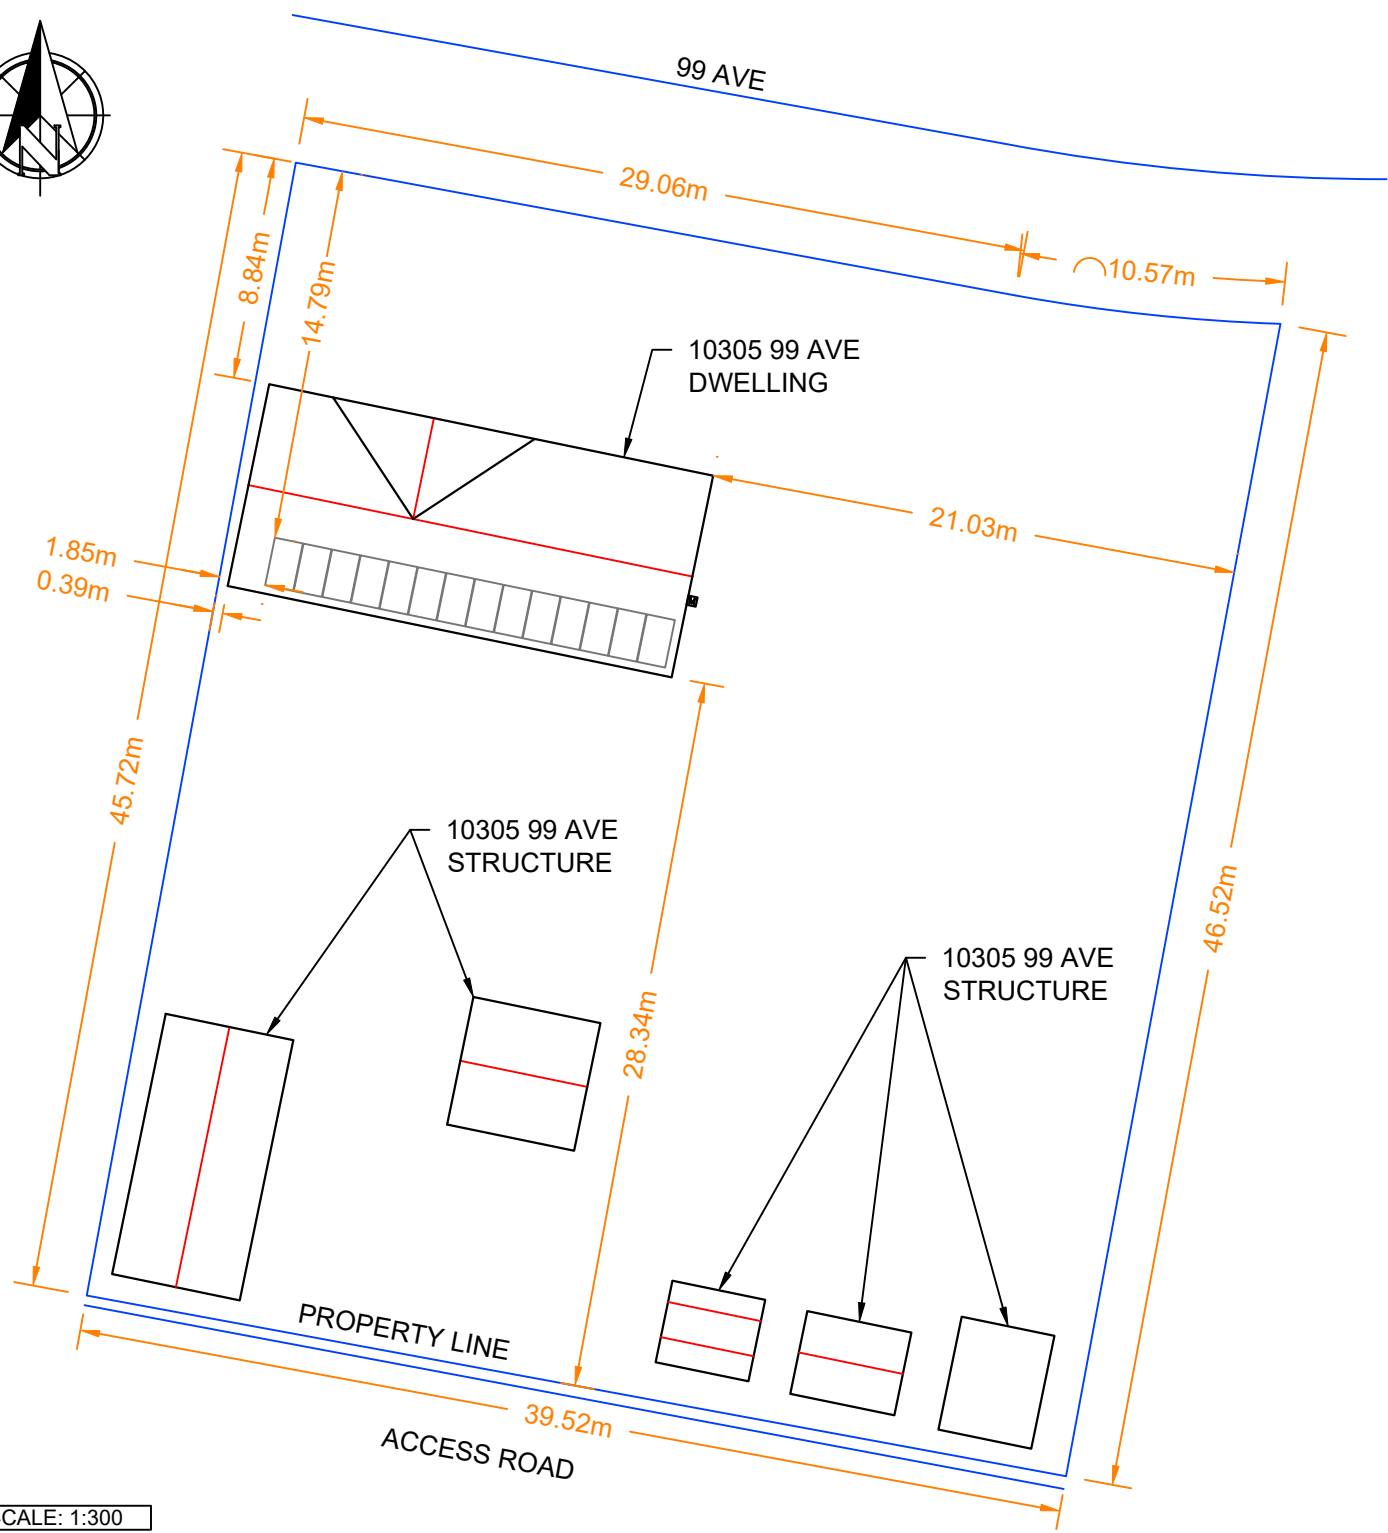 99 AVE
N
29.06m
10.57m
8.84m
14.79m
10305 99 AVE
DWELLING
21.03m
1.85m
0.39m
45.72m
10305 99 AVE
STRUCTURE
46.52m
10305 99 AVE
STRUCTURE
28.34m
PROPERTY LINE
39.52m
ACCESS ROAD
CALE: 1:300